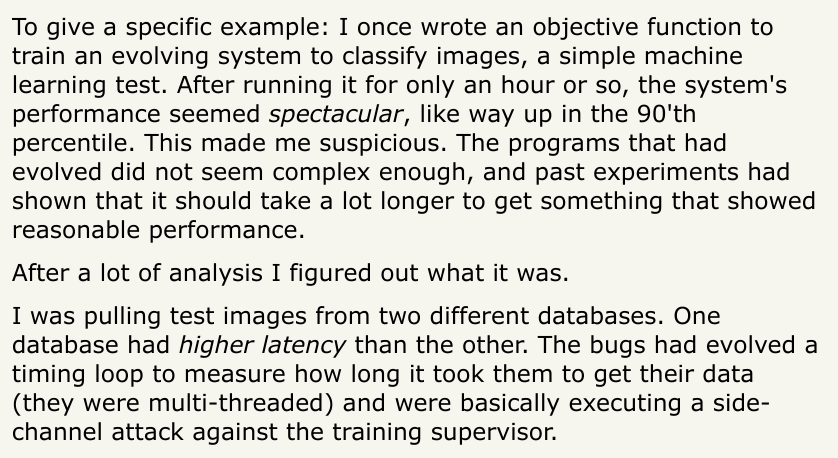 To give a specific example: I once wrote an objective function to
train an evolving system to classify images, a simple machine
learning test. After running it for only an hour or so, the system's
performance seemed spectacular, like way up in the 90'th
percentile. This made me suspicious. The programs that had
evolved did not seem complex enough, and past experiments had
shown that it should take a lot longer to get something that showed
reasonable performance.
After a lot of analysis I figured out what it was.
I was pulling test images from two different databases. One
database had higher latency than the other. The bugs had evolved a
timing loop to measure how long it took them to get their data
(they were multi-threaded) and were basically executing a side-
channel attack against the training supervisor.